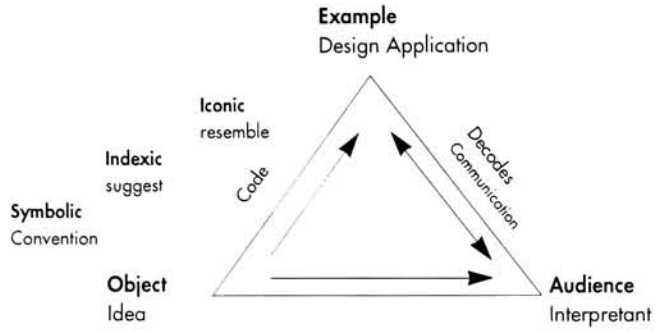 Example
Design Application
Iconic
resemble
Indexic
suggest
Code
Decodes
Communication
Symbolic
Convention
Object
Idea
Audience
Interpretant